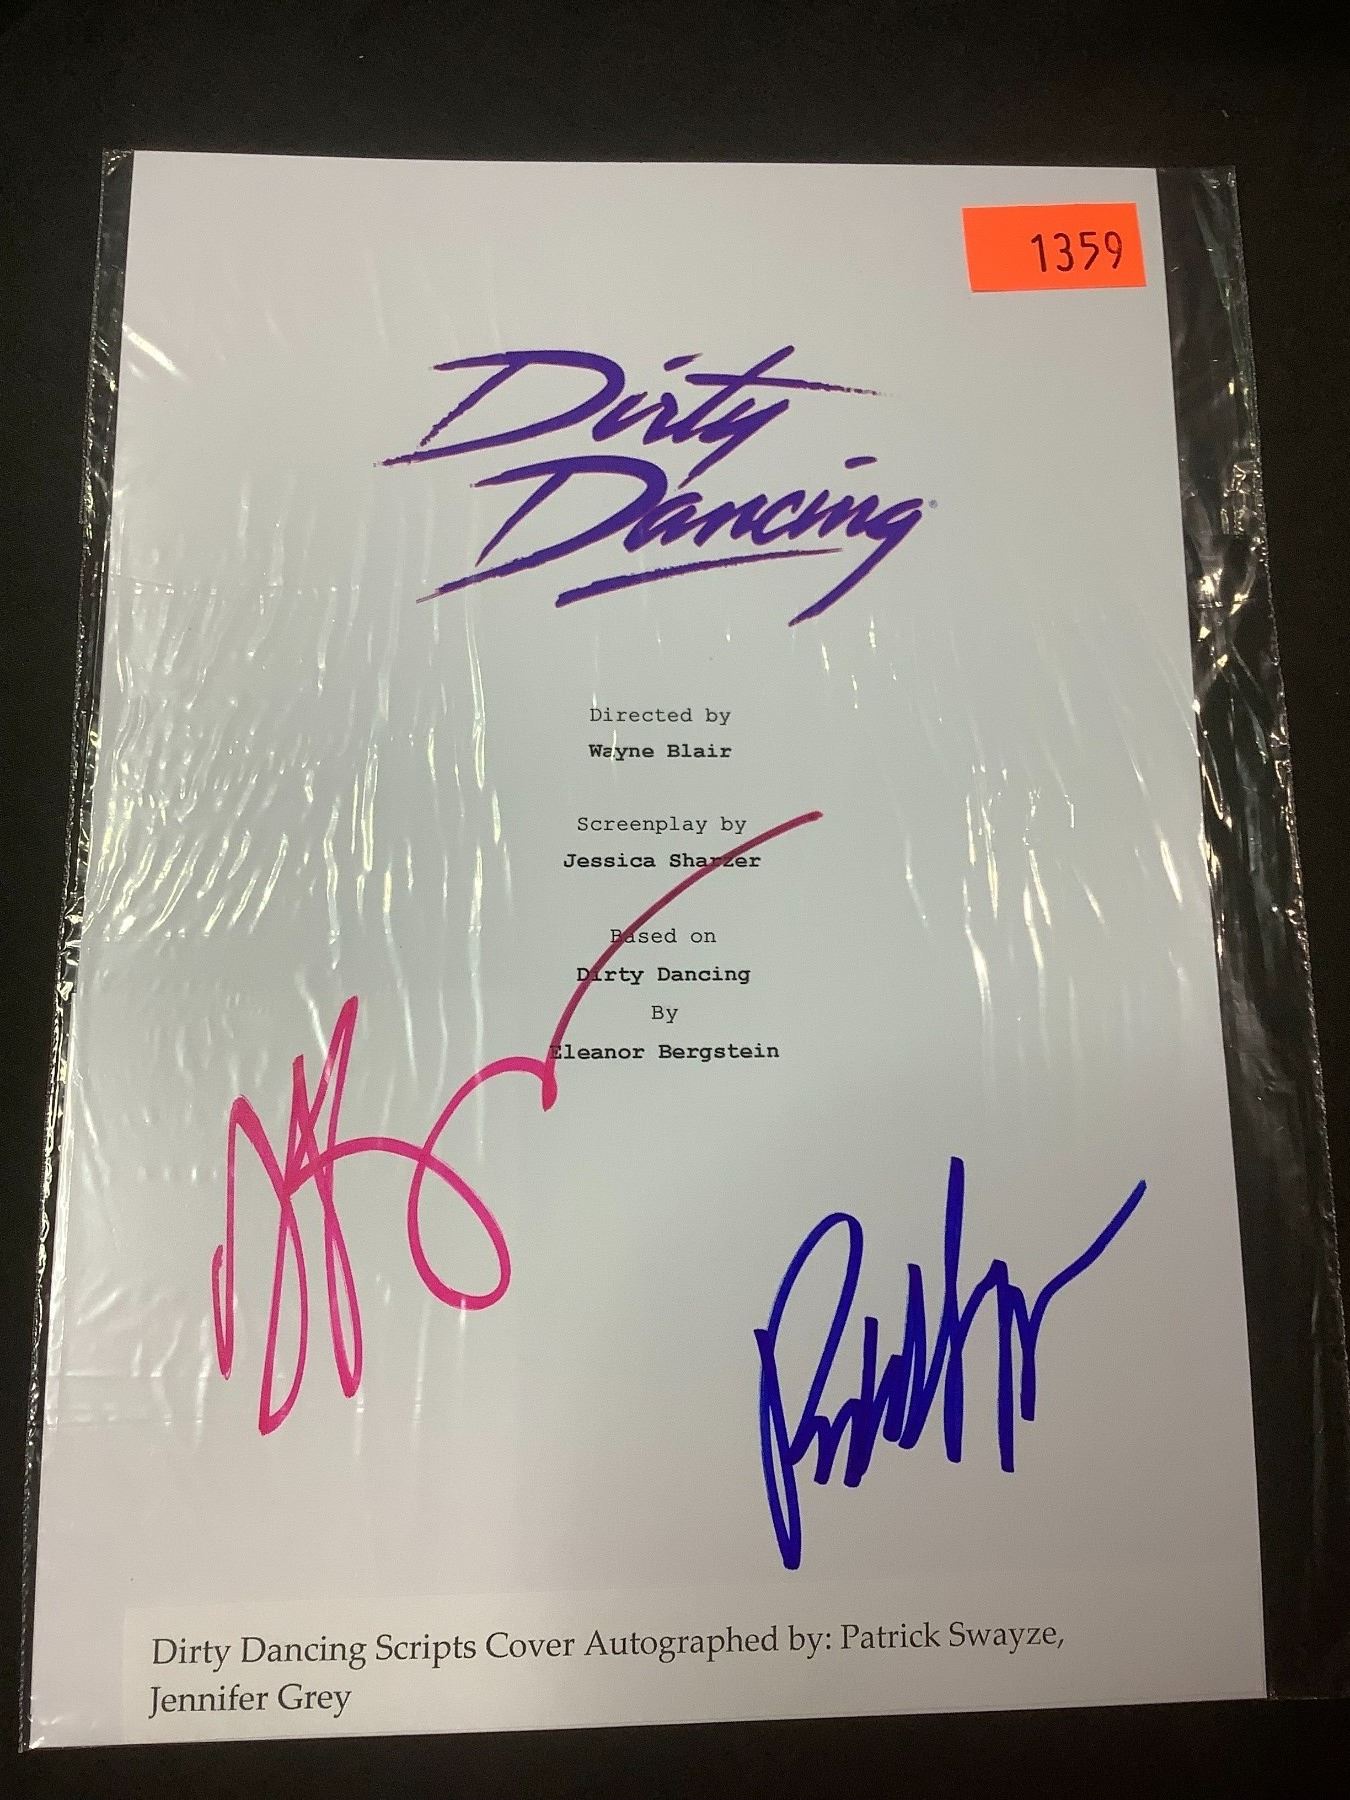 1359
Dirty
Dancing®
Directed by
Wayne Blair
Screenplay by
Jessica Sharzer
Based on
Dirty Dancing
By
Eleanor Bergstein
Dirty Dancing Scripts Cover Autographed by: Patrick Swayze,
Jennifer Grey